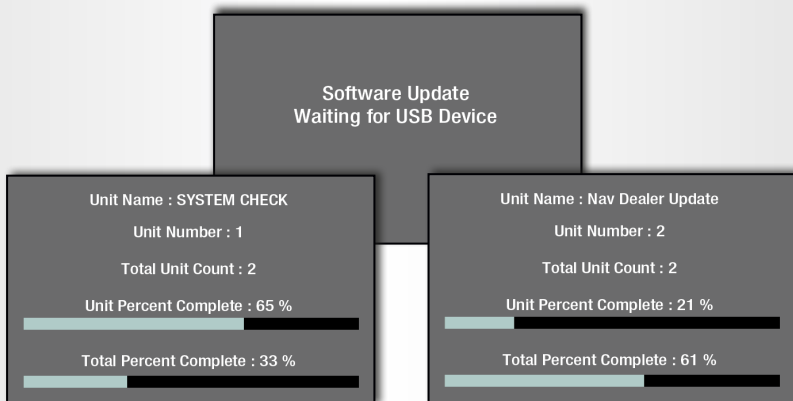 Software Update
Waiting for USB Device
Unit Name : SYSTEM CHECK
Unit Number : 1
Total Unit Count : 2
Unit Percent Complete : 65 %
Total Percent Complete : 33 %
Unit Name : Nav Dealer Update
Unit Number : 2
Total Unit Count : 2
Unit Percent Complete : 21 %
Total Percent Complete : 61 %